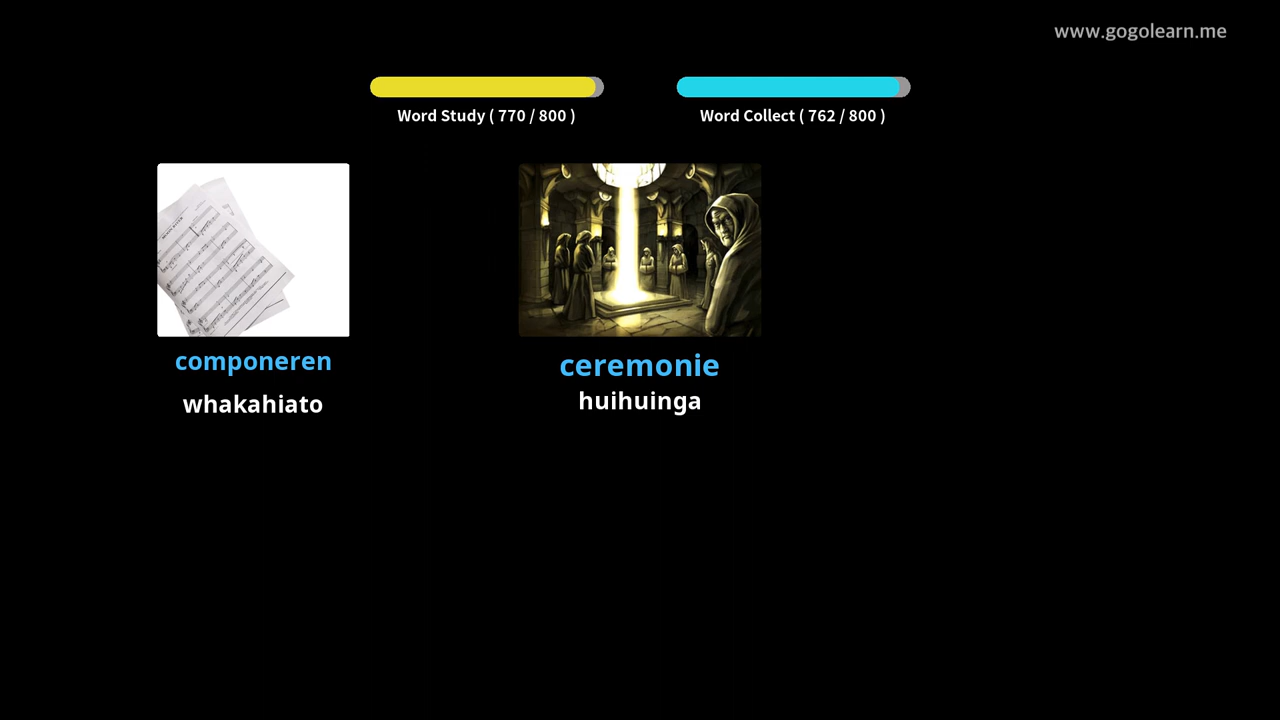 www.gogolearn.me
Word Study ( 770 / 800 )
Word Collect ( 762 / 800 )
componeren
whakahiato
ceremonie
huihuinga